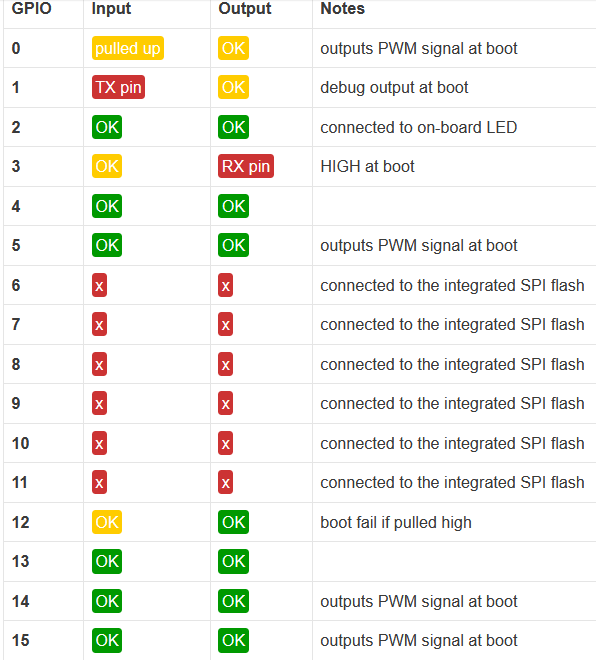 GPIO Input Output Notes
0 pulled up OK outputs PWM signal at boot
1 TX pin OK debug output at boot
2 OK OK connected to on-board LED
3 OK RX pin HIGH at boot
4 OK OK
5 OK OK outputs PWM signal at boot
6 x x connected to the integrated SPI flash
7 x x connected to the integrated SPI flash
8 x x connected to the integrated SPI flash
9 x x connected to the integrated SPI flash
10 x x connected to the integrated SPI flash
11 x x connected to the integrated SPI flash
12 OK OK boot fail if pulled high
13 OK OK
14 OK OK outputs PWM signal at boot
15 OK OK outputs PWM signal at boot